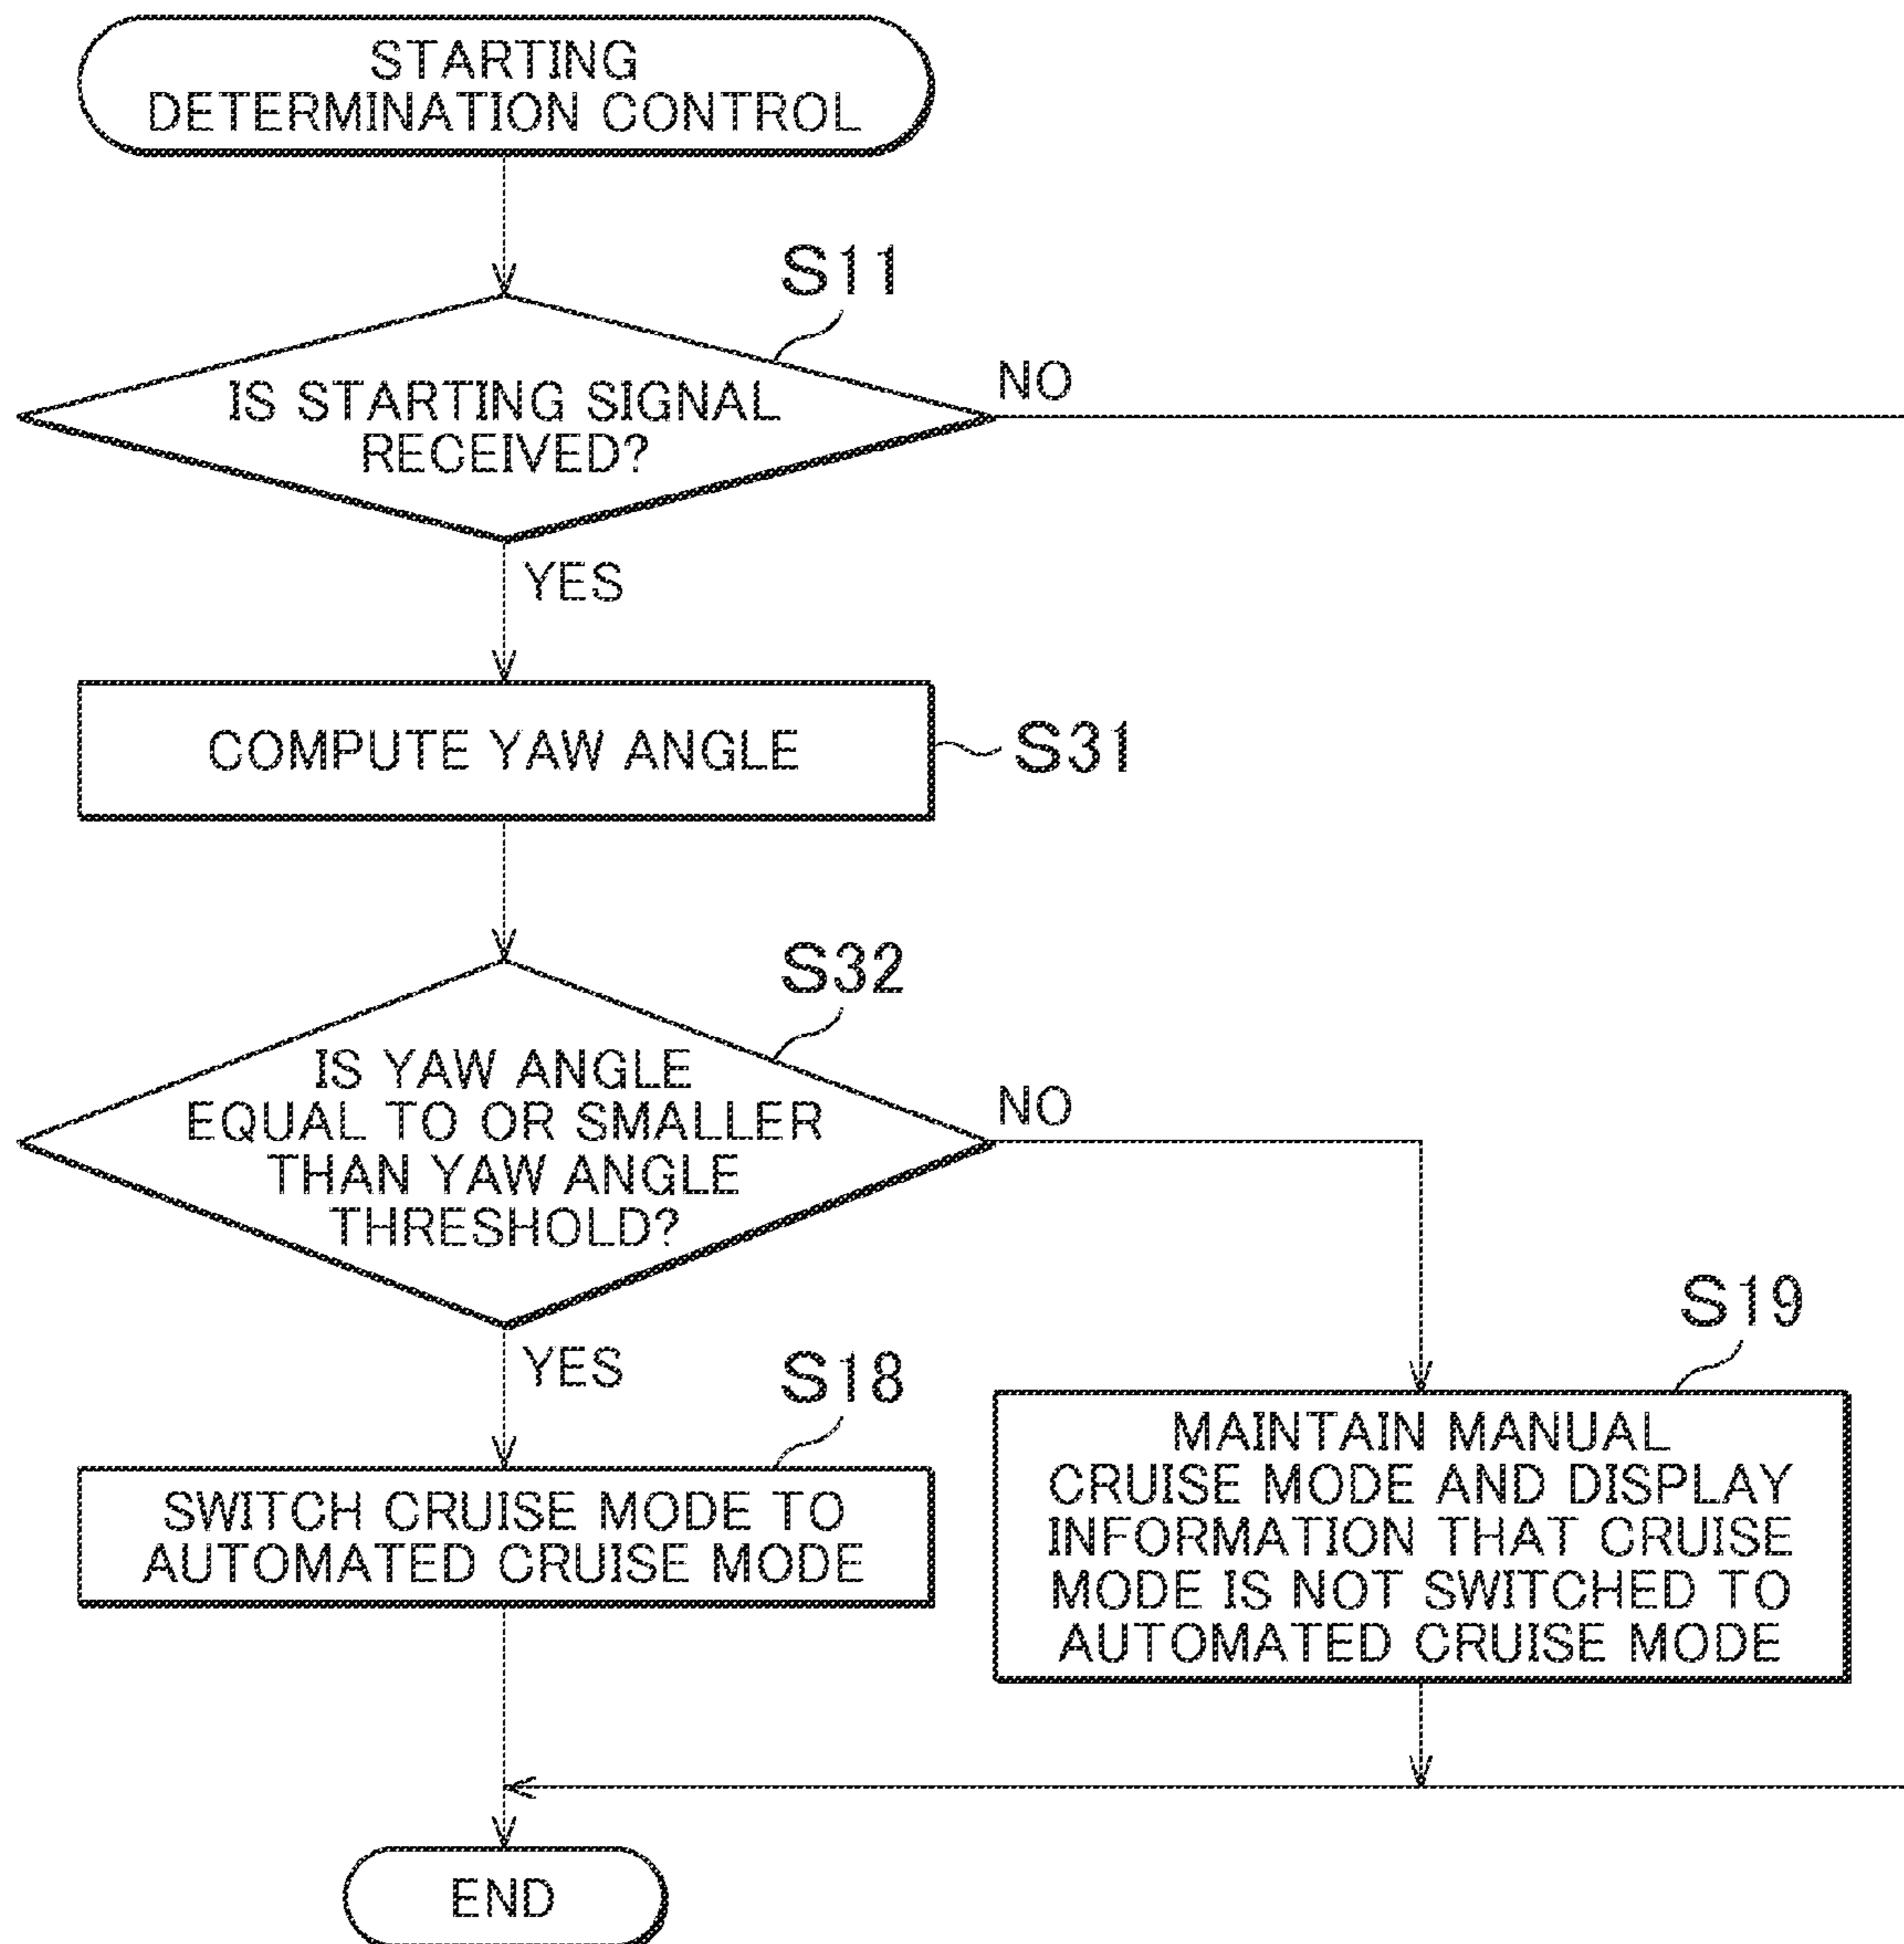 STARTING
DETERMINATION CONTROL
S11
IS STARTING SIGNAL
RECEIVED?
NO
YES
COMPUTE YAW ANGLE
S31
S32
IS YAW ANGLE
EQUAL TO OR SMALLER
THAN YAW ANGLE
THRESHOLD?
NO
YES
S18
SWITCH CRUISE MODE TO
AUTOMATED CRUISE MODE
S19
MAINTAIN MANUAL
CRUISE MODE AND DISPLAY
INFORMATION THAT CRUISE
MODE IS NOT SWITCHED TO
AUTOMATED CRUISE MODE
END